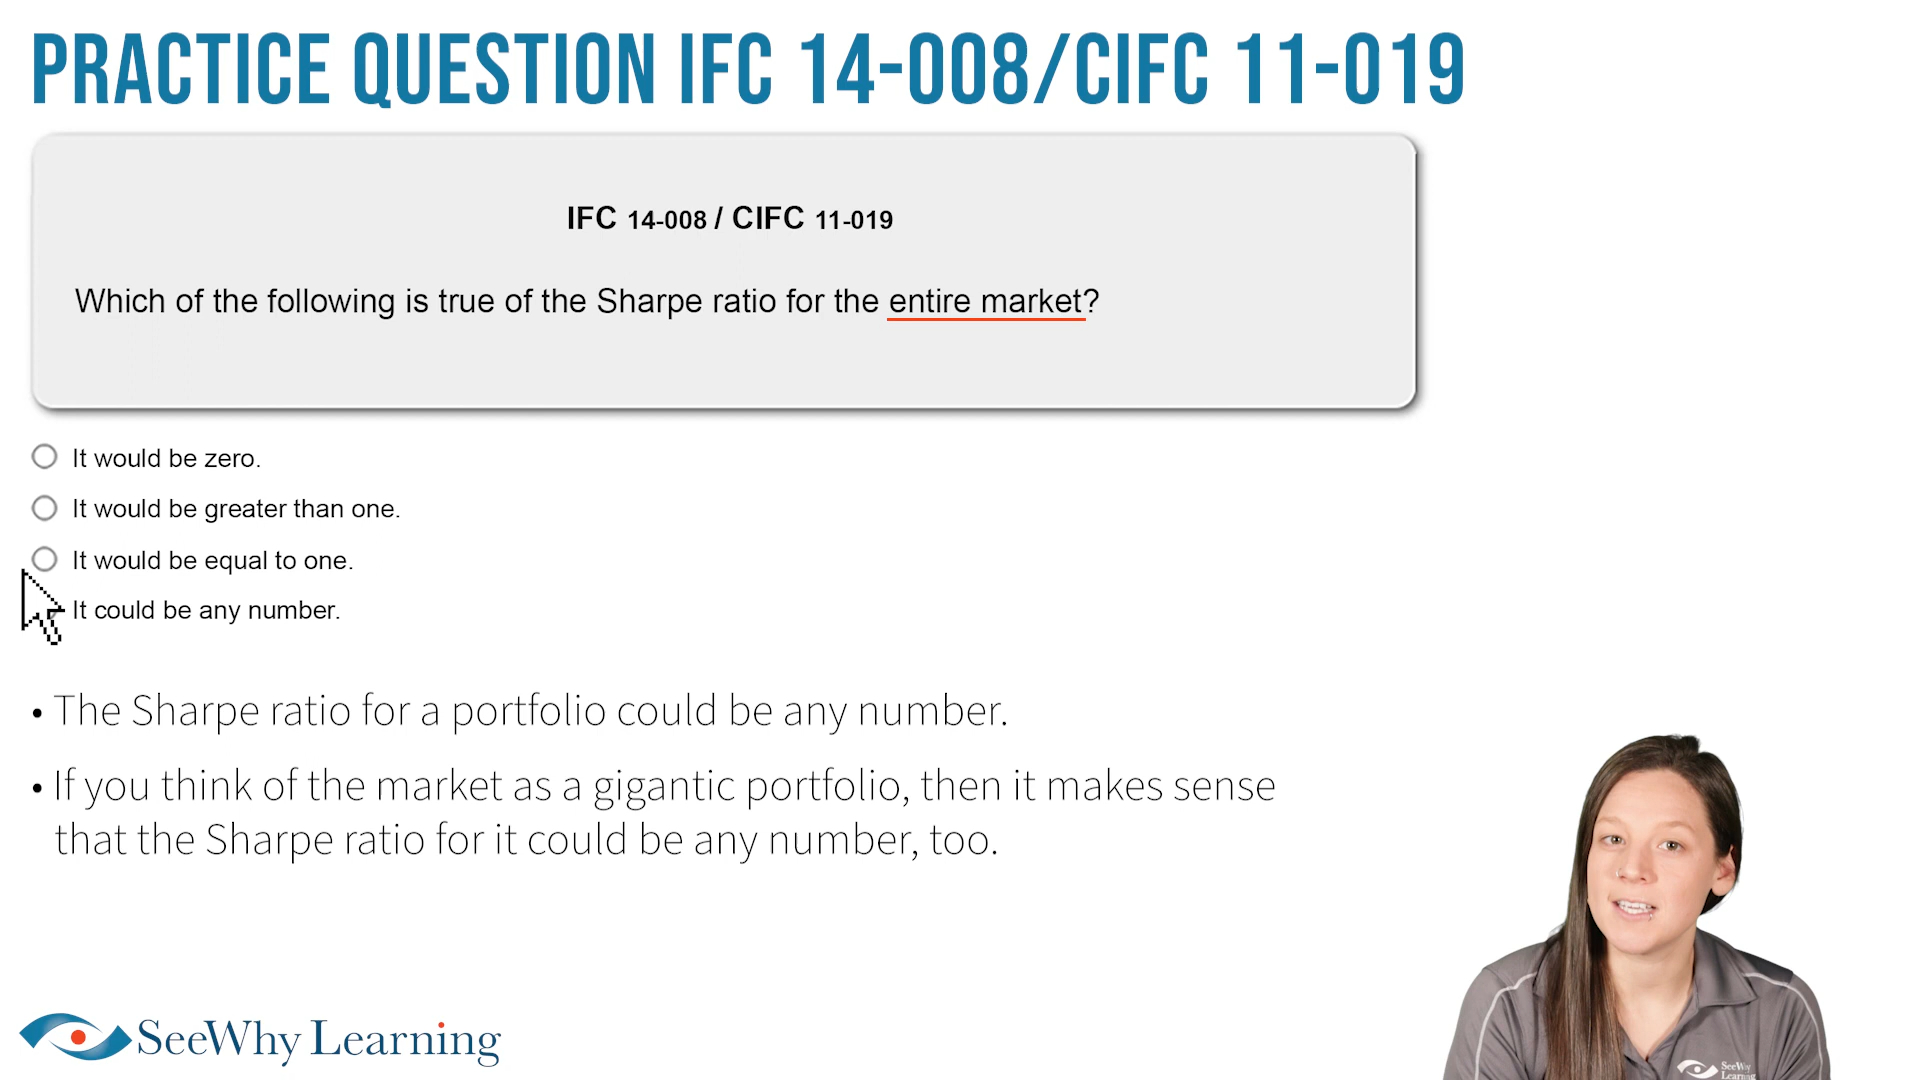 PRACTICE QUESTION IFC 14-008/CIFC 11-019
IFC 14-008 / CIFC 11-019
Which of the following is true of the Sharpe ratio for the entire market?
It would be zero.
It would be greater than one.
It would be equal to one.
It could be any number.
• The Sharpe ratio for a portfolio could be any number.
• If you think of the market as a gigantic portfolio, then it makes sense
that the Sharpe ratio for it could be any number, too.
SeeWhy Learning
SeeWhy
Learning